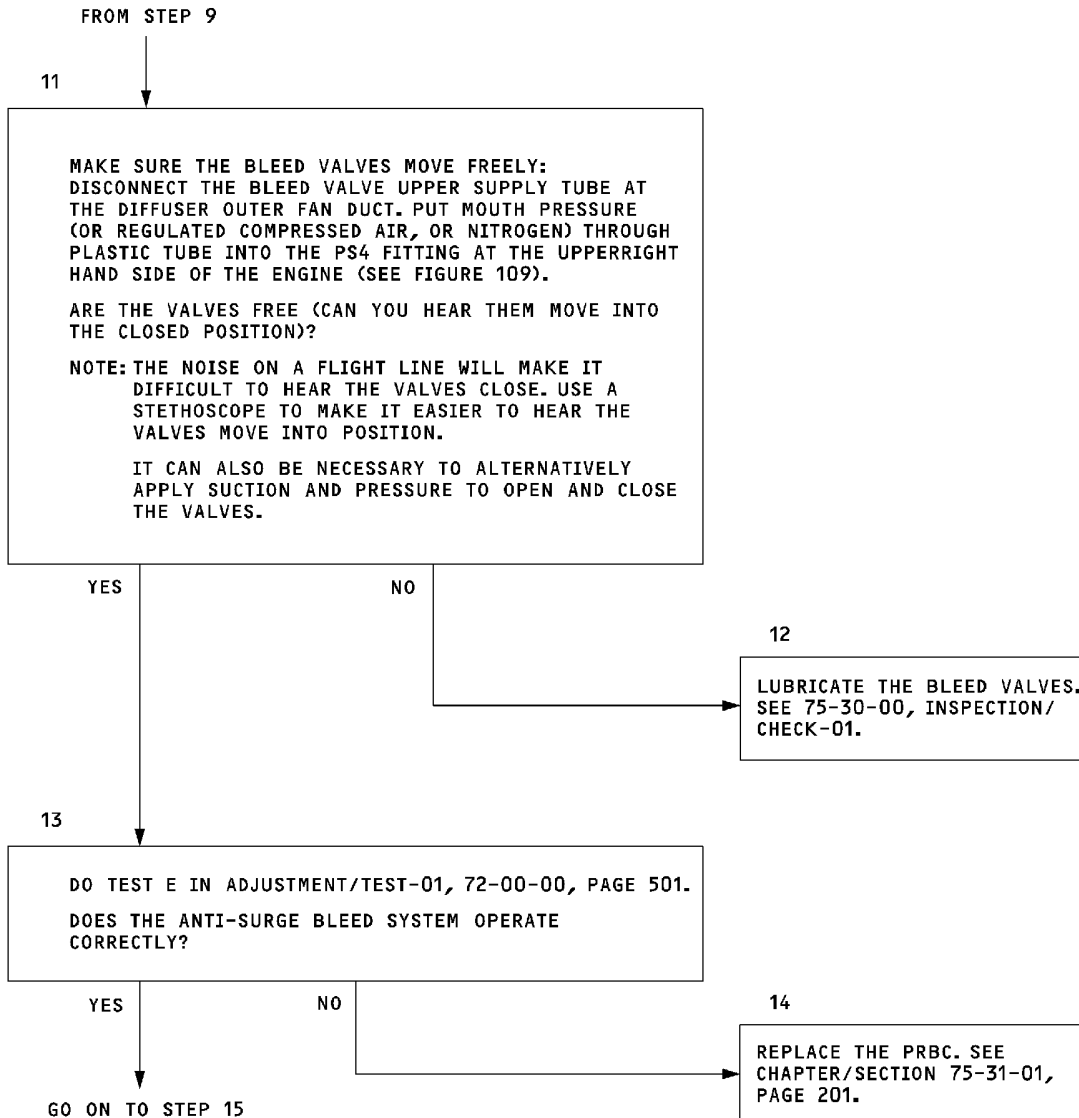 FROM STEP 9
11
MAKE SURE THE BLEED VALVES MOVE FREELY:
DISCONNECT THE BLEED VALVE UPPER SUPPLY TUBE AT
THE DIFFUSER OUTER FAN DUCT. PUT MOUTH PRESSURE
(OR REGULATED COMPRESSED AIR, OR NITROGEN) THROUGH
PLASTIC TUBE INTO THE PS4 FITTING AT THE UPPERRIGHT
HAND SIDE OF THE ENGINE (SEE FIGURE 109).
ARE THE VALVES FREE (CAN YOU HEAR THEM MOVE INTO
THE CLOSED POSITION)?
NOTE: THE NOISE ON A FLIGHT LINE WILL MAKE IT
DIFFICULT TO HEAR THE VALVES CLOSE. USE A
STETHOSCOPE TO MAKE IT EASIER TO HEAR THE
VALVES MOVE INTO POSITION.
IT CAN ALSO BE NECESSARY TO ALTERNATIVELY
APPLY SUCTION AND PRESSURE TO OPEN AND CLOSE
THE VALVES.
YES
NO
12
LUBRICATE THE BLEED VALVES.
SEE 75-30-00, INSPECTION/
CHECK-01.
13
DO TEST E IN ADJUSTMENT/TEST-01, 72-00-00, PAGE 501.
DOES THE ANTI-SURGE BLEED SYSTEM OPERATE
CORRECTLY?
YES
NO
14
REPLACE THE PRBC. SEE
CHAPTER/SECTION 75-31-01,
PAGE 201.
GO ON TO STEP 15